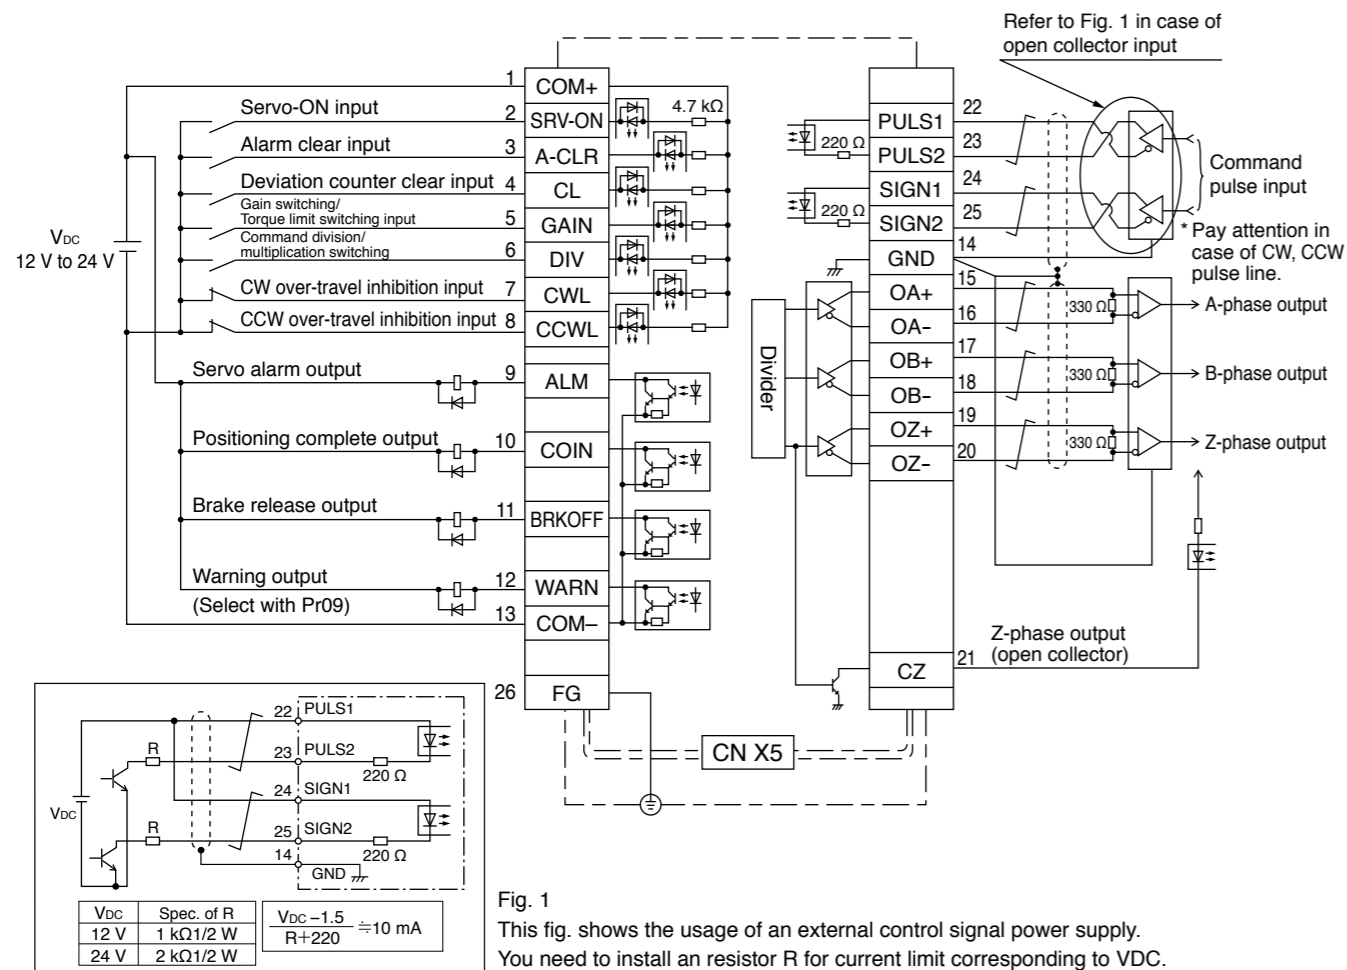 Refer to Fig. 1 in case of
open collector input
1 COM+
Servo-ON input 2 SRV-ON 4.7 kΩ
Alarm clear input 3 A-CLR
Deviation counter clear input 4 CL
Gain switching/
Torque limit switching input 5 GAIN
Command division/
multiplication switching 6 DIV
CW over-travel inhibition input 7 CWL
CCW over-travel inhibition input 8 CCWL
VDC
12 V to 24 V
Servo alarm output 9 ALM
Positioning complete output 10 COIN
Brake release output 11 BRKOFF
Warning output 12 WARN
(Select with Pr09)
13 COM−
26 FG
22 PULS1
220 Ω PULS2 23
24 SIGN1
220 Ω SIGN2 25
14 GND
Command
pulse input
* Pay attention in
case of CW, CCW
pulse line.
15 OA+
16 OA−
330 Ω A-phase output
17 OB+
18 OB−
330 Ω B-phase output
19 OZ+
20 OZ−
330 Ω Z-phase output
Divider
Z-phase output
(open collector)
21 CZ
CN X5
22 PULS1
R 23 PULS2
220 Ω
24 SIGN1
VDC
R 25 SIGN2
220 Ω
14 GND
VDC Spec. of R
12 V 1 kΩ1/2 W
24 V 2 kΩ1/2 W
VDC −1.5
R+220
≒10 mA
Fig. 1
This fig. shows the usage of an external control signal power supply.
You need to install an resistor R for current limit corresponding to VDC.